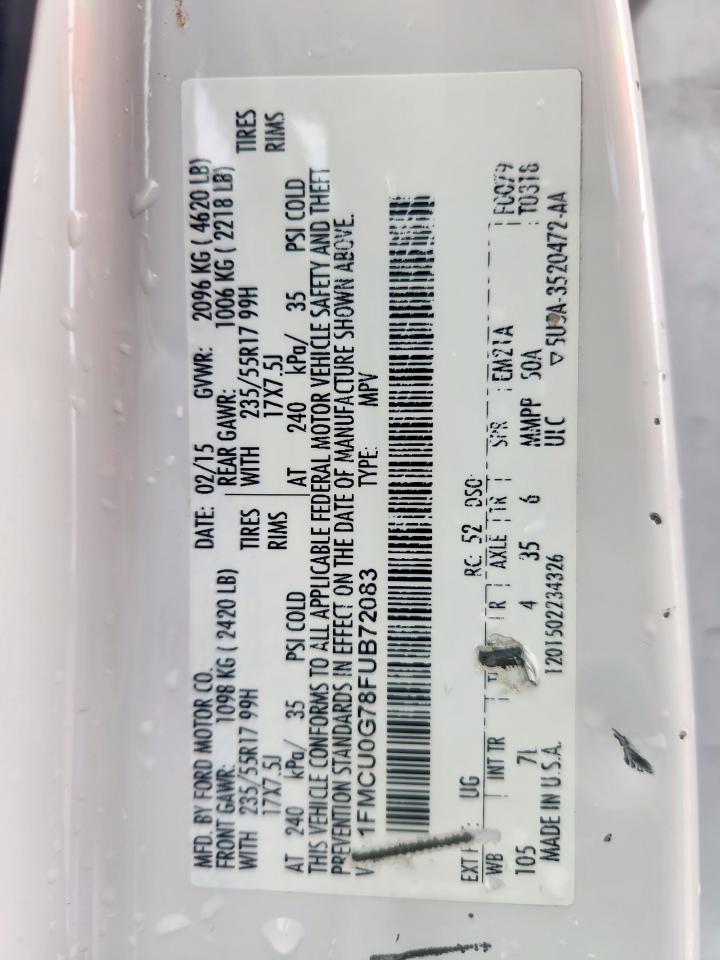 MFD. BY FORD MOTOR CO. DATE: 02/15 GVWR: 2096 KG ( 4620 LB)
FRONT GAWR: 1098 KG ( 2420 LB) REAR GAWR: 1006 KG ( 2218 LB)
WITH 235/55R17 99H TIRES WITH 235/55R17 99H TIRES
17X7.5J RIMS 17X7.5J RIMS
AT 240 kPa/ 35 PSI COLD AT 240 kPa/ 35 PSI COLD
THIS VEHICLE CONFORMS TO ALL APPLICABLE FEDERAL MOTOR VEHICLE SAFETY AND THEFT
PREVENTION STANDARDS IN EFFECT ON THE DATE OF MANUFACTURE SHOWN ABOVE.
1FMCU0G78FUB72083 TYPE: MPV
EXT UG RC: 52 DSO:
WB INT TR R AXLE TR SPR EM21A F0079
105 7L 4 35 6 MMPP 50A T0318
MADE IN U.S.A. 1201502234326 UIC
3520472-AA